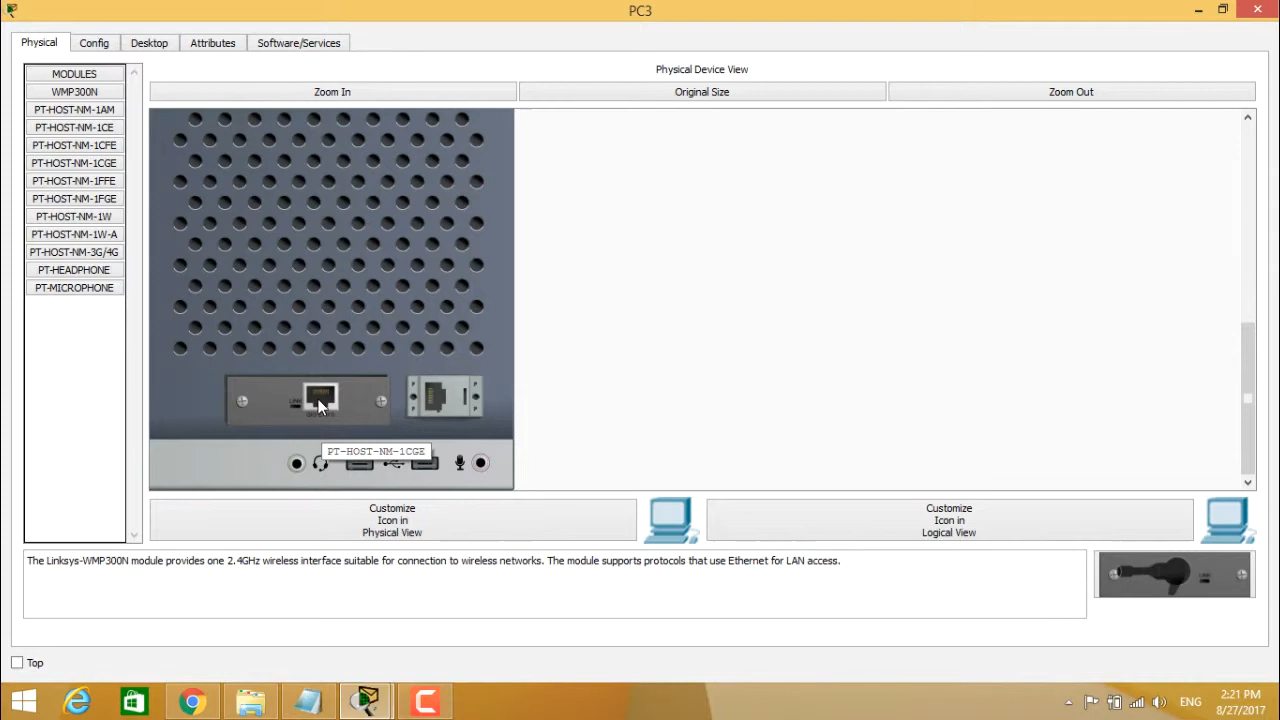 PC3
Physical
Config
Desktop
Attributes
Software/Services
MODULES
WMP300N
PT-HOST-NM-1AM
PT-HOST-NM-1CE
PT-HOST-NM-1CFE
PT-HOST-NM-1CGE
PT-HOST-NM-1FFE
PT-HOST-NM-1FGE
PT-HOST-NM-1W
PT-HOST-NM-1W-A
PT-HOST-NM-3G/4G
PT-HEADPHONE
PT-MICROPHONE
Physical Device View
Zoom In
Original Size
Zoom Out
LINK
PT-HOST-NM-1CGE
Customize
Icon in
Physical View
Customize
Icon in
Logical View
The Linksys-WMP300N module provides one 2.4GHz wireless interface suitable for connection to wireless networks. The module supports protocols that use Ethernet for LAN access.
LINK
Top
ENG
2:21 PM
8/27/2017